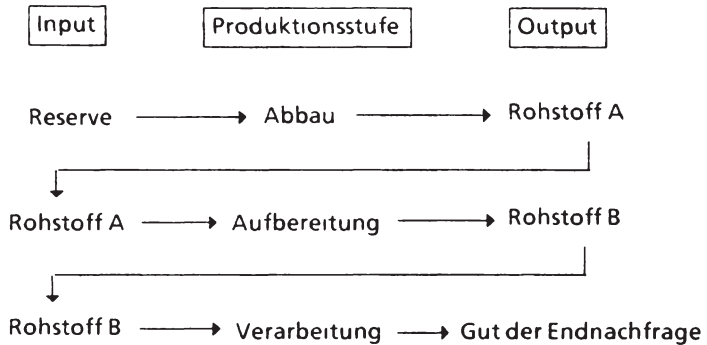 Input Produktionsstufe Output
Reserve Abbau Rohstoff A
Rohstoff A Aufbereitung Rohstoff B
Rohstoff B Verarbeitung Gut der Endnachfrage